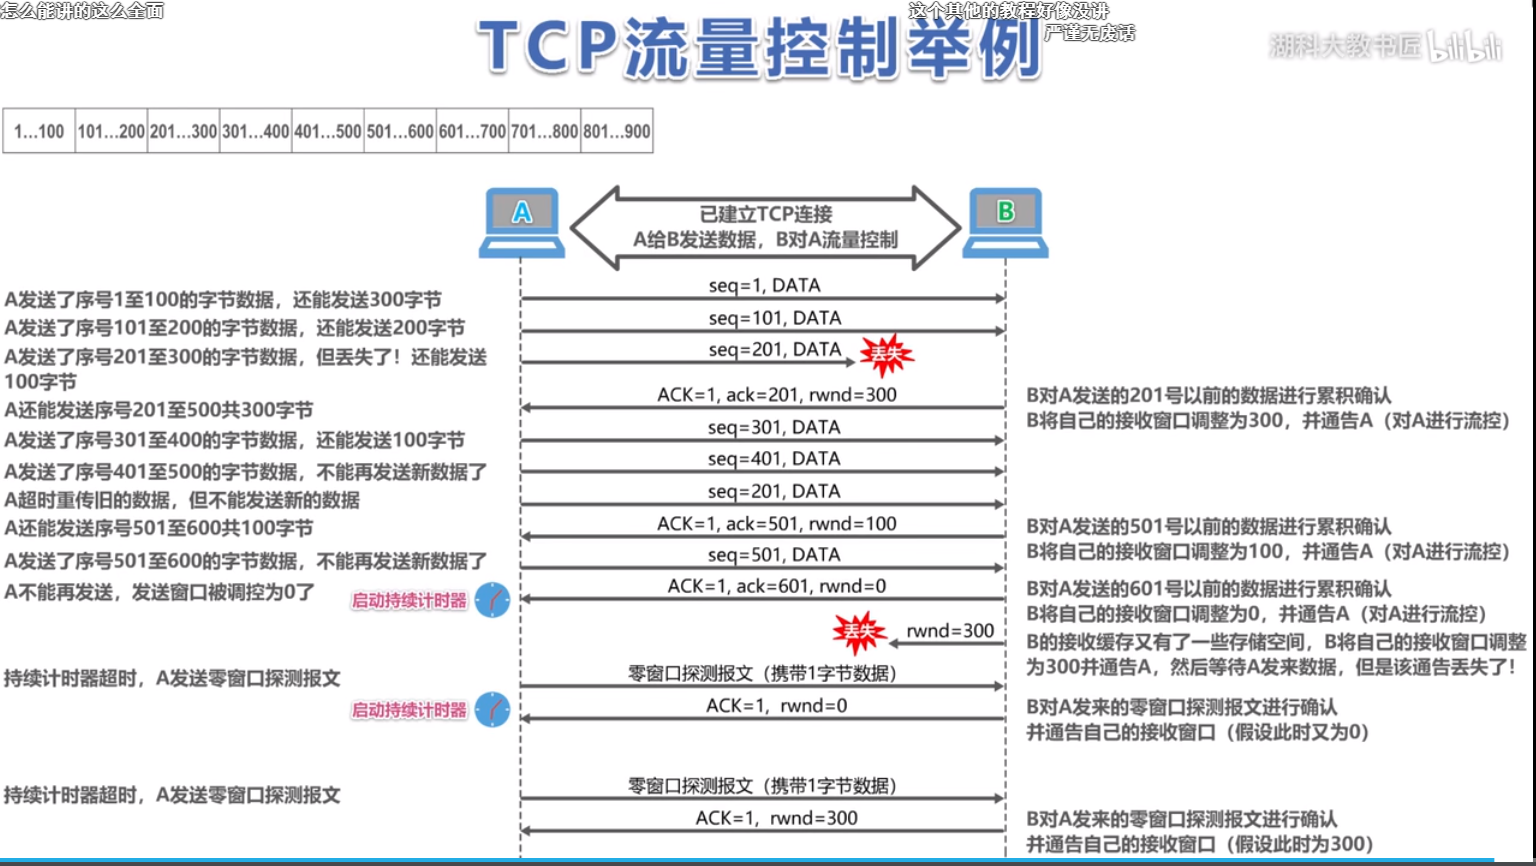 怎么能讲的这么全面
这个其他的教程好像没讲
严谨无废话
TCP流量控制举例
湖科大教书匠 bilibili
1...100 101...200 201...300 301...400 401...500 501...600 601...700 701...800 801...900
A
B
已建立TCP连接
A给B发送数据，B对A流量控制
A发送了序号1至100的字节数据，还能发送300字节
seq=1, DATA
A发送了序号101至200的字节数据，还能发送200字节
seq=101, DATA
A发送了序号201至300的字节数据，但丢失了！还能发送
100字节
seq=201, DATA
丢失
A还能发送序号201至500共300字节
ACK=1, ack=201, rwnd=300
B对A发送的201号以前的数据进行累积确认
B将自己的接收窗口调整为300，并通告A（对A进行流控）
A发送了序号301至400的字节数据，还能发送100字节
seq=301, DATA
A发送了序号401至500的字节数据，不能再发送新数据了
seq=401, DATA
A超时重传旧的数据，但不能发送新的数据
seq=201, DATA
A还能发送序号501至600共100字节
ACK=1, ack=501, rwnd=100
B对A发送的501号以前的数据进行累积确认
B将自己的接收窗口调整为100，并通告A（对A进行流控）
A发送了序号501至600的字节数据，不能再发送新数据了
seq=501, DATA
A不能再发送，发送窗口被调控为0了
启动持续计时器
ACK=1, ack=601, rwnd=0
B对A发送的601号以前的数据进行累积确认
B将自己的接收窗口调整为0，并通告A（对A进行流控）
丢失
rwnd=300
B的接收缓存又有了一些存储空间，B将自己的接收窗口调整
为300并通告A，然后等待A发来数据，但是该通告丢失了！
持续计时器超时，A发送零窗口探测报文
零窗口探测报文（携带1字节数据）
启动持续计时器
ACK=1, rwnd=0
B对A发来的零窗口探测报文进行确认
并通告自己的接收窗口（假设此时又为0）
持续计时器超时，A发送零窗口探测报文
零窗口探测报文（携带1字节数据）
ACK=1, rwnd=300
B对A发来的零窗口探测报文进行确认
并通告自己的接收窗口（假设此时为300）